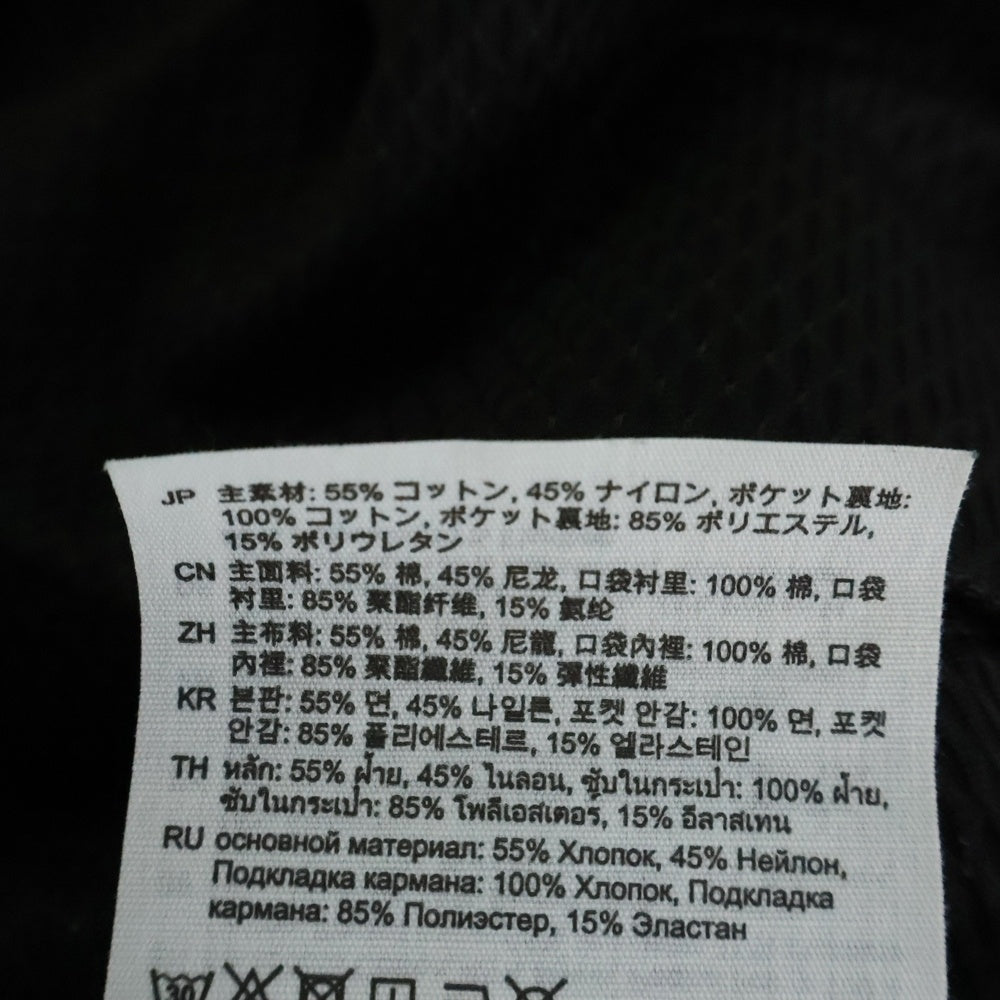 JP 主素材: 55% コットン, 45% ナイロン, ポケット裏地:
100% コットン, ポケット裏地: 85% ポリエステル,
15% ポリウレタン
CN 主面料: 55% 棉, 45% 尼龙, 口袋衬里: 100% 棉, 口袋
衬里: 85% 聚酯纤维, 15% 氨纶
ZH 主布料: 55% 棉, 45% 尼龍, 口袋內裡: 100% 棉, 口袋
內裡: 85% 聚酯纖維, 15% 彈性纖維
KR 본판: 55% 면, 45% 나일론, 포켓 안감: 100% 면, 포켓
안감: 85% 폴리에스테르, 15% 엘라스테인
TH หลัก: 55% ฝ้าย, 45% ไนลอน, ซับในกระเป๋า: 100% ฝ้าย,
ซับในกระเป๋า: 85% โพลีเอสเตอร์, 15% อีลาสเทน
RU основной материал: 55% Хлопок, 45% Нейлон,
Подкладка кармана: 100% Хлопок, Подкладка
кармана: 85% Полиэстер, 15% Эластан
30